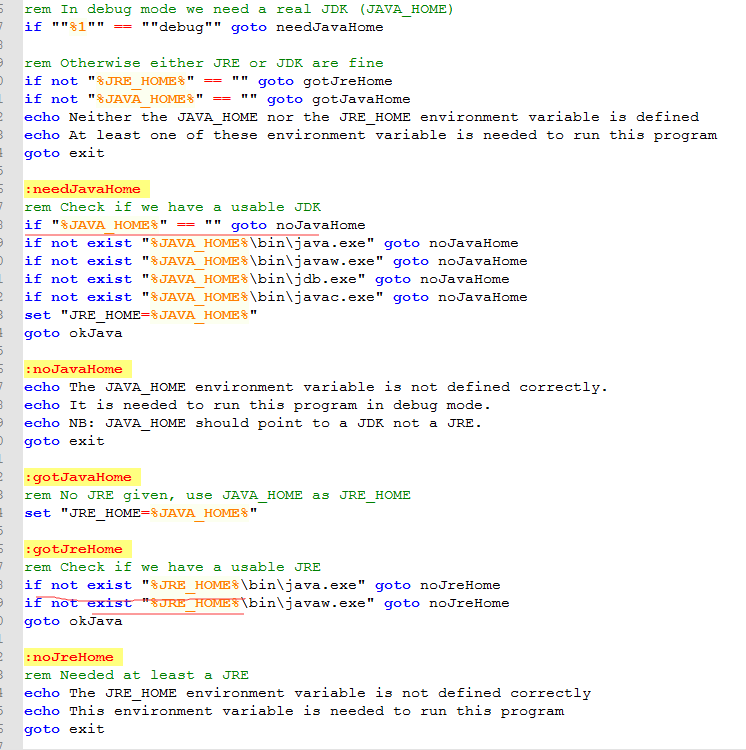 rem In debug mode we need a real JDK (JAVA_HOME)
if ""%1"" == ""debug"" goto needJavaHome
rem Otherwise either JRE or JDK are fine
if not "%JRE_HOME%" == "" goto gotJreHome
if not "%JAVA_HOME%" == "" goto gotJavaHome
echo Neither the JAVA_HOME nor the JRE_HOME environment variable is defined
echo At least one of these environment variable is needed to run this program
goto exit
:needJavaHome
rem Check if we have a usable JDK
if "%JAVA_HOME%" == "" goto noJavaHome
if not exist "%JAVA_HOME%\bin\java.exe" goto noJavaHome
if not exist "%JAVA_HOME%\bin\javaw.exe" goto noJavaHome
if not exist "%JAVA_HOME%\bin\jdb.exe" goto noJavaHome
if not exist "%JAVA_HOME%\bin\javac.exe" goto noJavaHome
set "JRE_HOME=%JAVA_HOME%"
goto okJava
:noJavaHome
echo The JAVA_HOME environment variable is not defined correctly.
echo It is needed to run this program in debug mode.
echo NB: JAVA_HOME should point to a JDK not a JRE.
goto exit
:gotJavaHome
rem No JRE given, use JAVA_HOME as JRE_HOME
set "JRE_HOME=%JAVA_HOME%"
:gotJreHome
rem Check if we have a usable JRE
if not exist "%JRE_HOME%\bin\java.exe" goto noJreHome
if not exist "%JRE_HOME%\bin\javaw.exe" goto noJreHome
goto okJava
:noJreHome
rem Needed at least a JRE
echo The JRE_HOME environment variable is not defined correctly
echo This environment variable is needed to run this program
goto exit